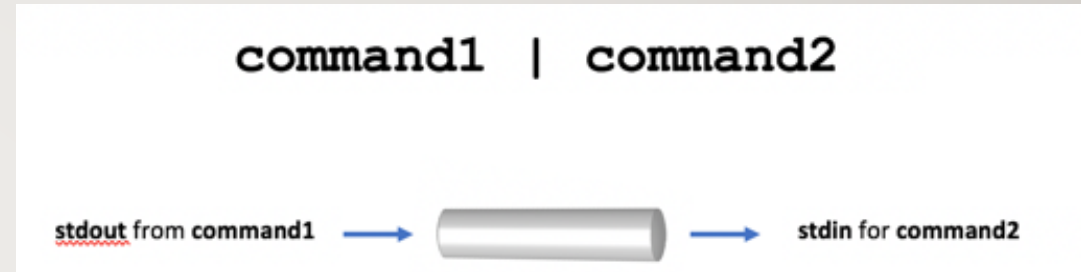 command1 | command2
stdout from command1
stdin for command2